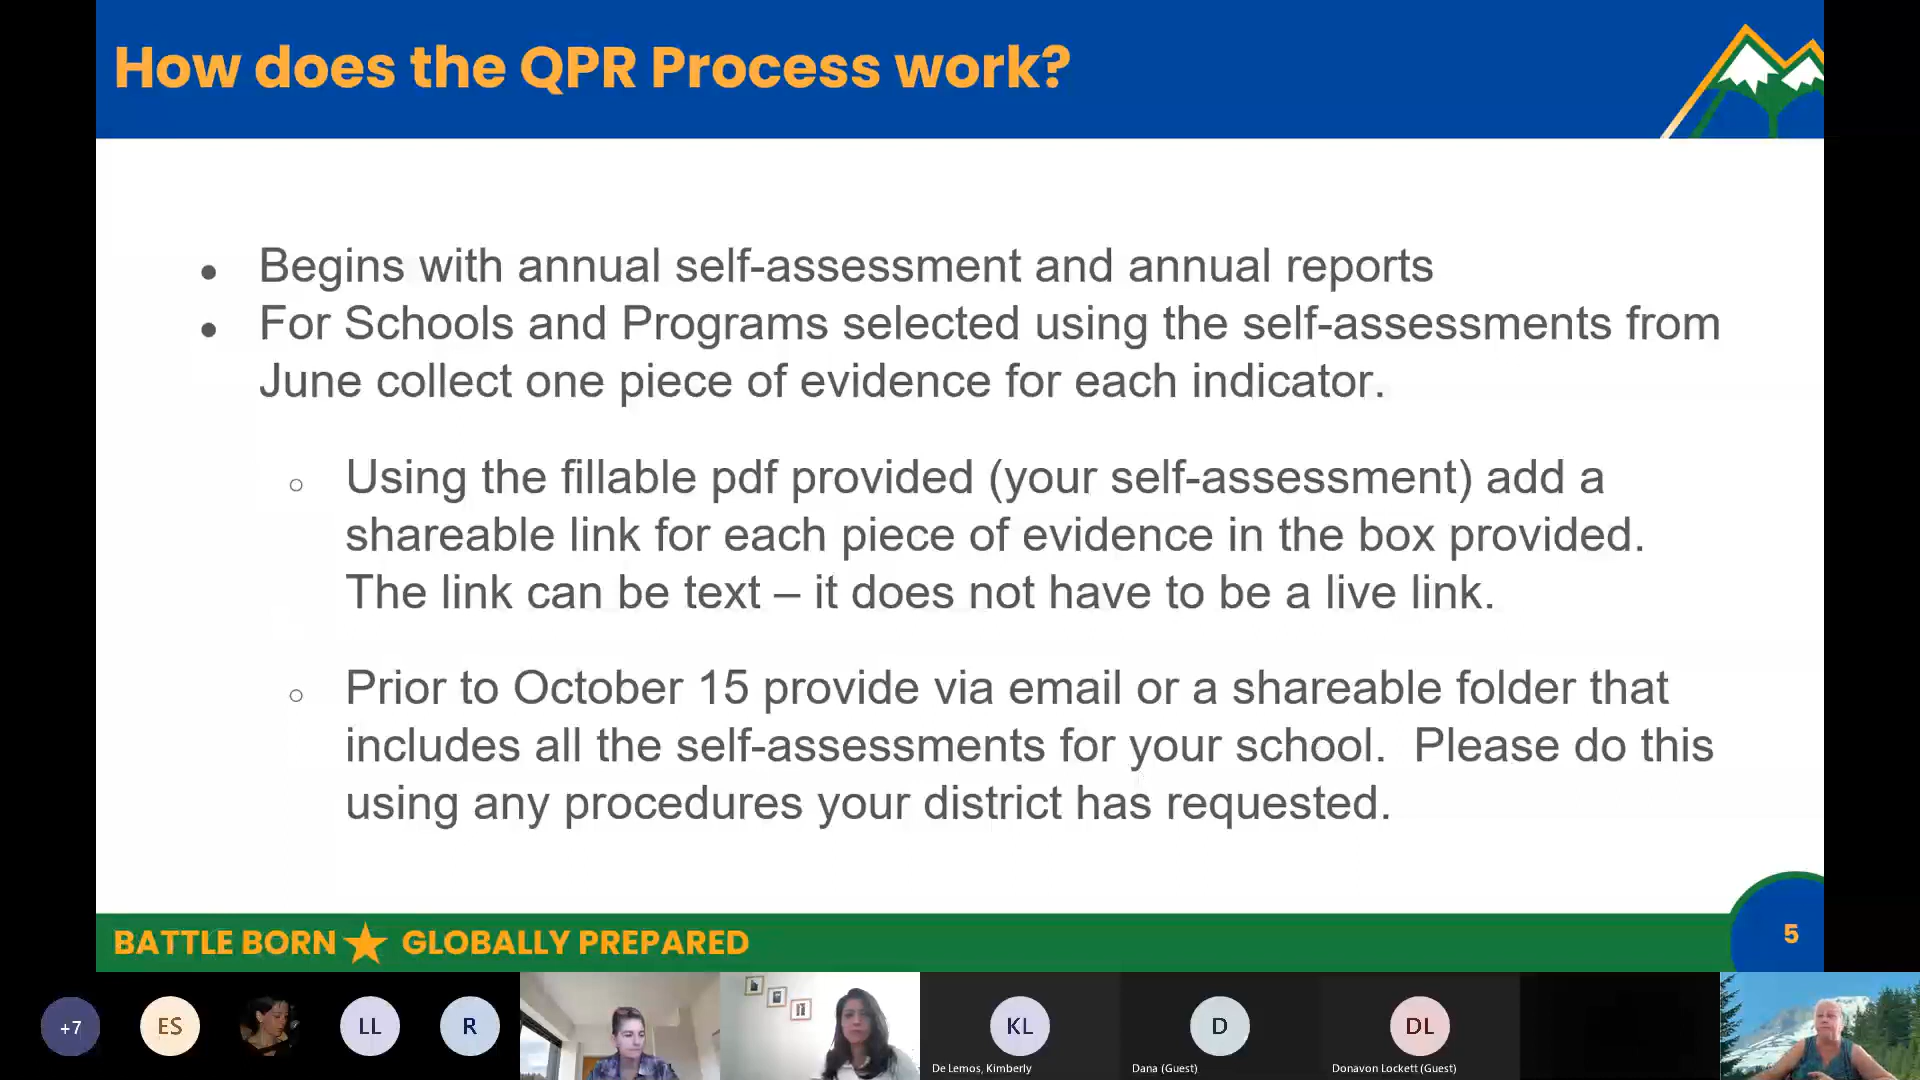 How does the QPR Process work?
• Begins with annual self-assessment and annual reports
• For Schools and Programs selected using the self-assessments from
June collect one piece of evidence for each indicator.
○ Using the fillable pdf provided (your self-assessment) add a
shareable link for each piece of evidence in the box provided.
The link can be text – it does not have to be a live link.
○ Prior to October 15 provide via email or a shareable folder that
includes all the self-assessments for your school.  Please do this
using any procedures your district has requested.
BATTLE BORN ★ GLOBALLY PREPARED
5
+7
ES
LL
R
KL
D
DL
De Lemos, Kimberly
Dana (Guest)
Donavon Lockett (Guest)